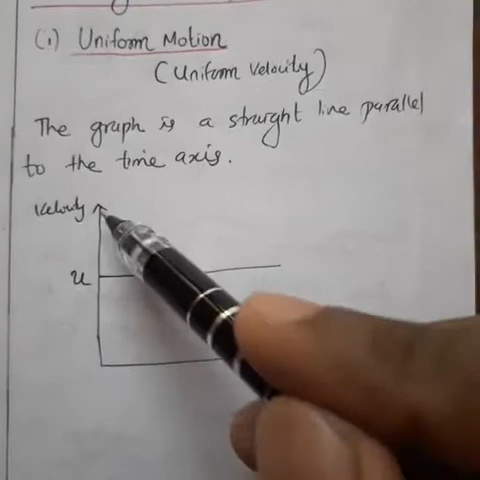 (1) Uniform Motion
(Uniform Velocity)
The graph is a straight line parallel
to the time axis.
Velocity
u